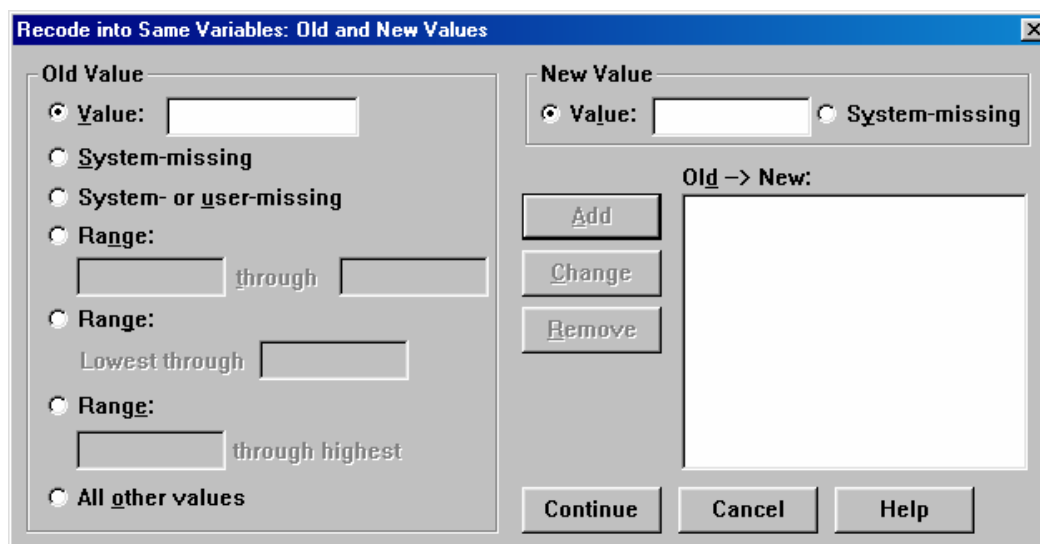 Recode into Same Variables: Old and New Values
Old Value
Value:
System-missing
System- or user-missing
Range:
through
Range:
Lowest through
Range:
through highest
All other values
New Value
Value:
System-missing
Old –> New:
Add
Change
Remove
Continue
Cancel
Help